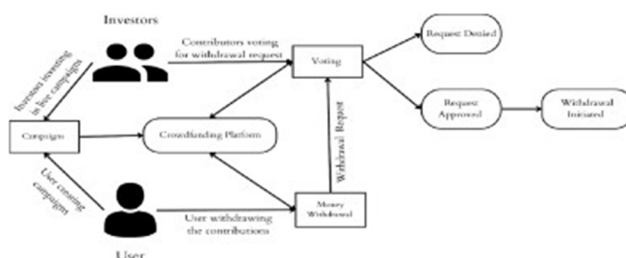 Investors
Contributors voting
for withdrawal request
Voting
Request Denied
Request
Approved
Withdrawal
Initiated
Investors investing
in live campaigns
Campaigns
Crowdfunding Platform
Withdrawal Request
User creating
campaigns
User withdrawing
the contributions
Money
Withdrawal
User